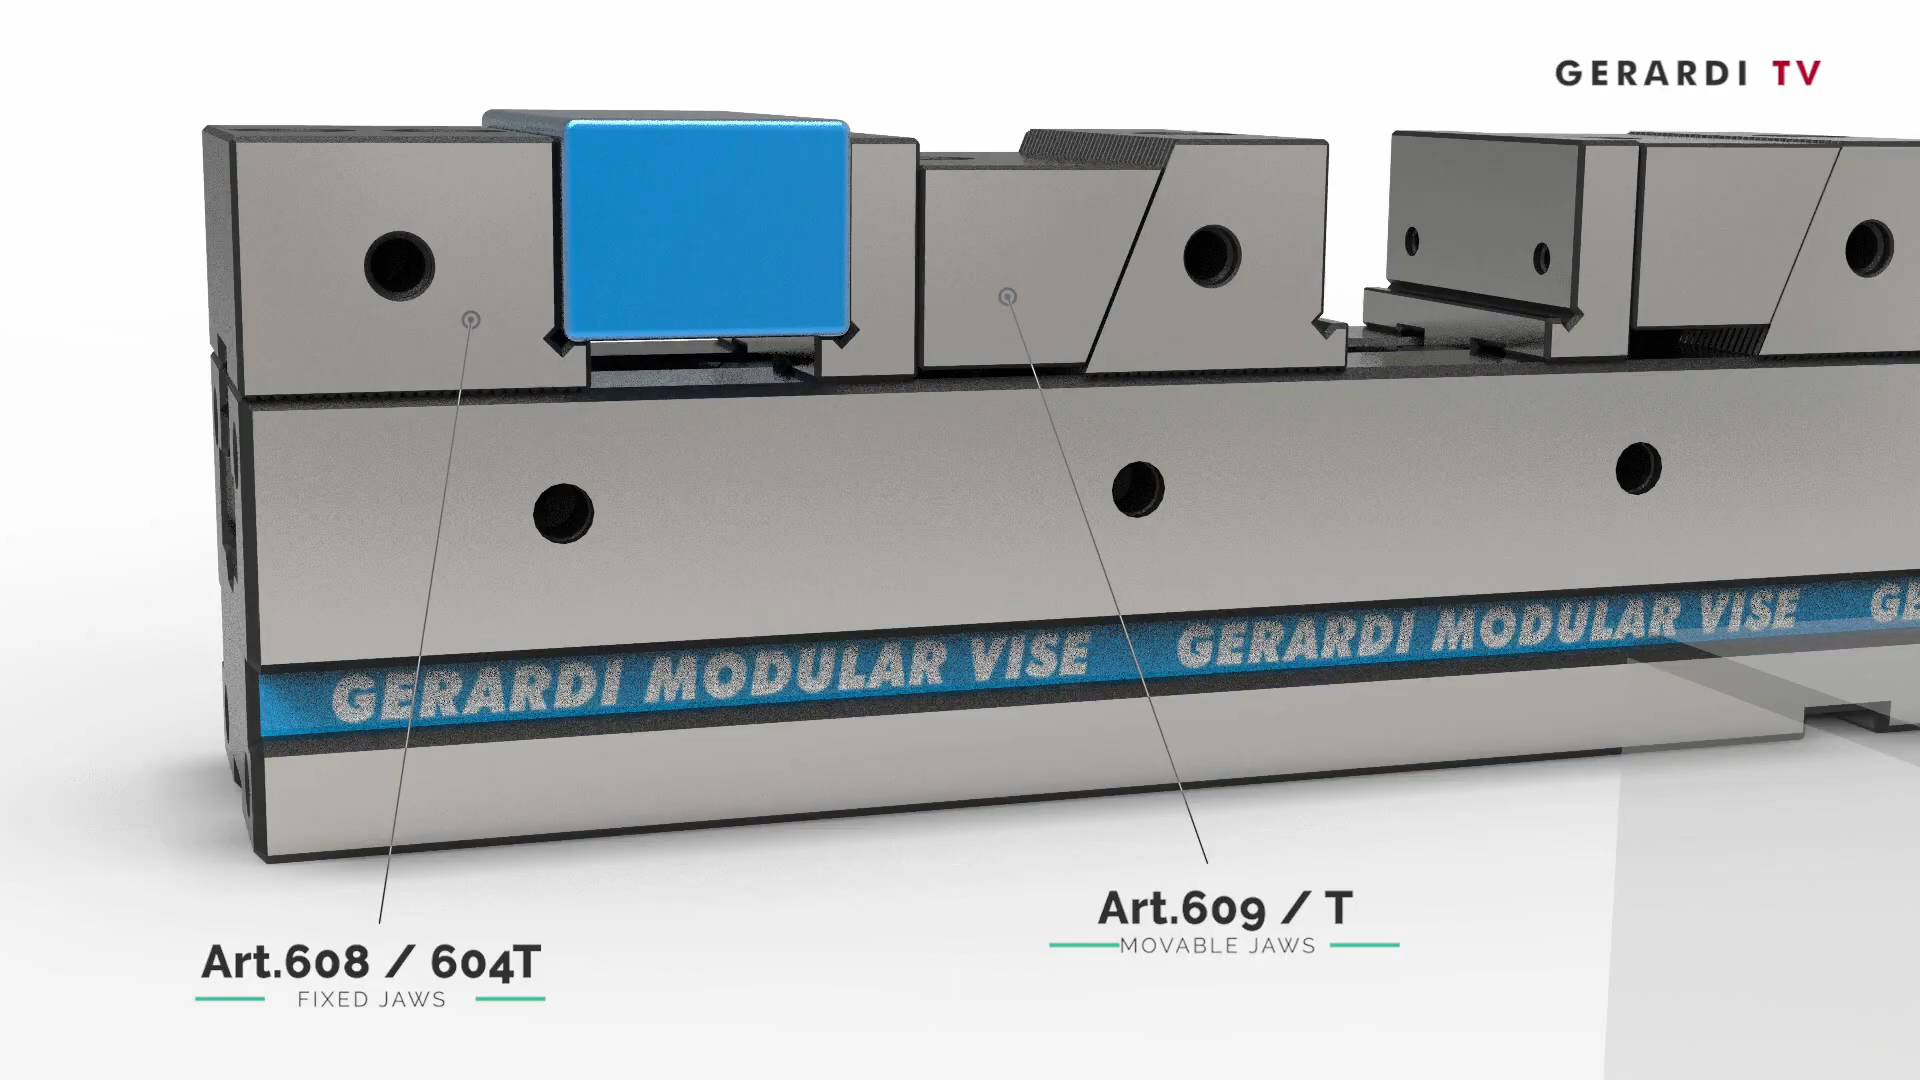 GERARDI TV
GERARDI MODULAR VISE GERARDI MODULAR VISE
Art.609 / T
MOVABLE JAWS
Art.608 / 604T
FIXED JAWS